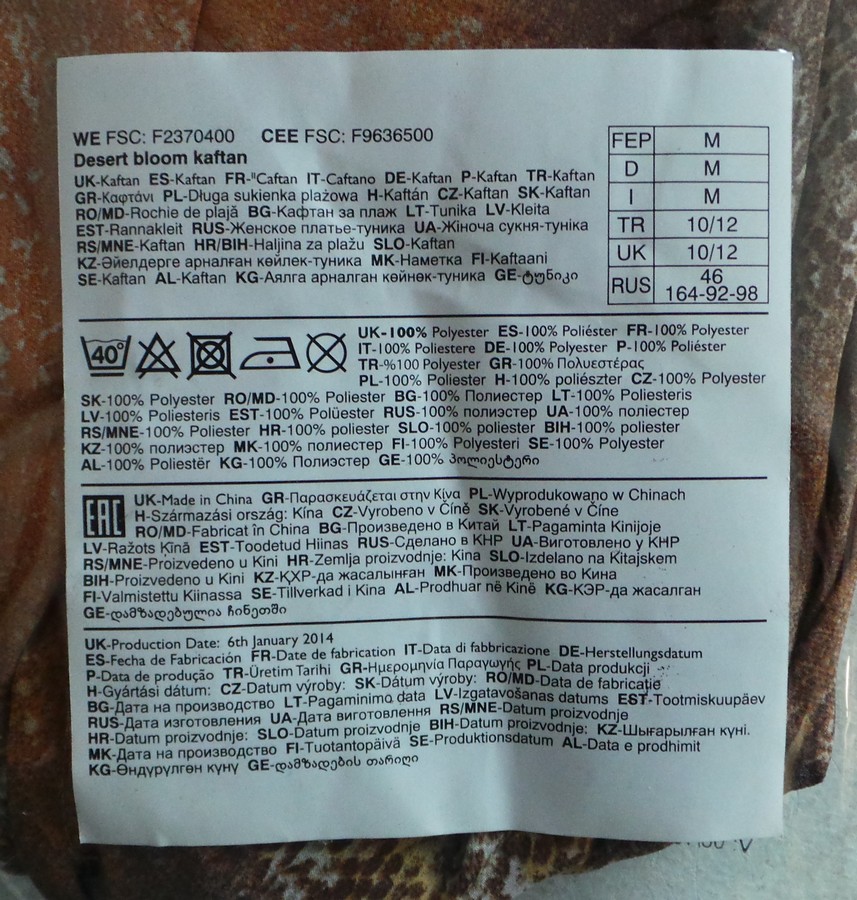 WE FSC: F2370400 CEE FSC: F9636500
Desert bloom kaftan
UK-Kaftan ES-Kaftan FR-"Caftan IT-Caftano DE-Kaftan P-Kaftan TR-Kaftan
GR-Καφτάνι PL-Długa sukienka plażowa H-Kaftán CZ-Kaftan SK-Kaftan
RO/MD-Rochie de plajă BG-Кафтан за плаж LT-Tunika LV-Kleita
EST-Rannakleit RUS-Женское платье-туника UA-Жіноча сукня-туніка
RS/MNE-Kaftan HR/BIH-Haljina za plažu SLO-Kaftan
KZ-Әйелдерге арналған көйлек-туника MK-Наметка FI-Kaftaani
SE-Kaftan AL-Kaftan KG-Аялга арналган көйнөк-туника GE-ტუნიკი
FEP M
D M
I M
TR 10/12
UK 10/12
RUS 46
164-92-98
40°
UK-100% Polyester ES-100% Poliéster FR-100% Polyester
IT-100% Poliestere DE-100% Polyester P-100% Poliéster
TR-%100 Polyester GR-100% Πολυεστέρας
PL-100% Poliester H-100% poliészter CZ-100% Polyester
SK-100% Polyester RO/MD-100% Poliester BG-100% Полиестер LT-100% Poliesteris
LV-100% Poliesteris EST-100% Polüester RUS-100% полиэстер UA-100% поліестер
RS/MNE-100% Poliester HR-100% poliester SLO-100% poliester BIH-100% poliester
KZ-100% полиэстер MK-100% полиестер FI-100% Polyesteri SE-100% Polyester
AL-100% Poliestër KG-100% Полиэстер GE-100% პოლიესტერი
EAC
UK-Made in China GR-Παρασκευάζεται στην Κίνα PL-Wyprodukowano w Chinach
H-Származási ország: Kína CZ-Vyrobeno v Číně SK-Vyrobené v Číne
RO/MD-Fabricat în China BG-Произведено в Китай LT-Pagaminta Kinijoje
LV-Ražots Ķīnā EST-Toodetud Hiinas RUS-Сделано в КНР UA-Виготовлено у КНР
RS/MNE-Proizvedeno u Kini HR-Zemlja proizvodnje: Kina SLO-Izdelano na Kitajskem
BIH-Proizvedeno u Kini KZ-ҚХР-да жасалынған MK-Произведено во Кина
FI-Valmistettu Kiinassa SE-Tillverkad i Kina AL-Prodhuar në Kinë KG-КЭР-да жасалган
GE-დამზადებულია ჩინეთში
UK-Production Date: 6th January 2014
ES-Fecha de Fabricación FR-Date de fabrication IT-Data di fabbricazione DE-Herstellungsdatum
P-Data de produção TR-Üretim Tarihi GR-Ημερομηνία Παραγωγής PL-Data produkcji
H-Gyártási dátum: CZ-Datum výroby: SK-Dátum výroby: RO/MD-Data de fabricație
BG-Дата на производство LT-Pagaminimo data LV-Izgatavošanas datums EST-Tootmiskuupäev
RUS-Дата изготовления UA-Дата виготовлення RS/MNE-Datum proizvodnje
HR-Datum proizvodnje: SLO-Datum proizvodnje BIH-Datum proizvodnje: KZ-Шығарылған күні.
MK-Дата на производство FI-Tuotantopäivä SE-Produktionsdatum AL-Data e prodhimit
KG-Өндүрүлгөн күнү GE-დამზადების თარიღი